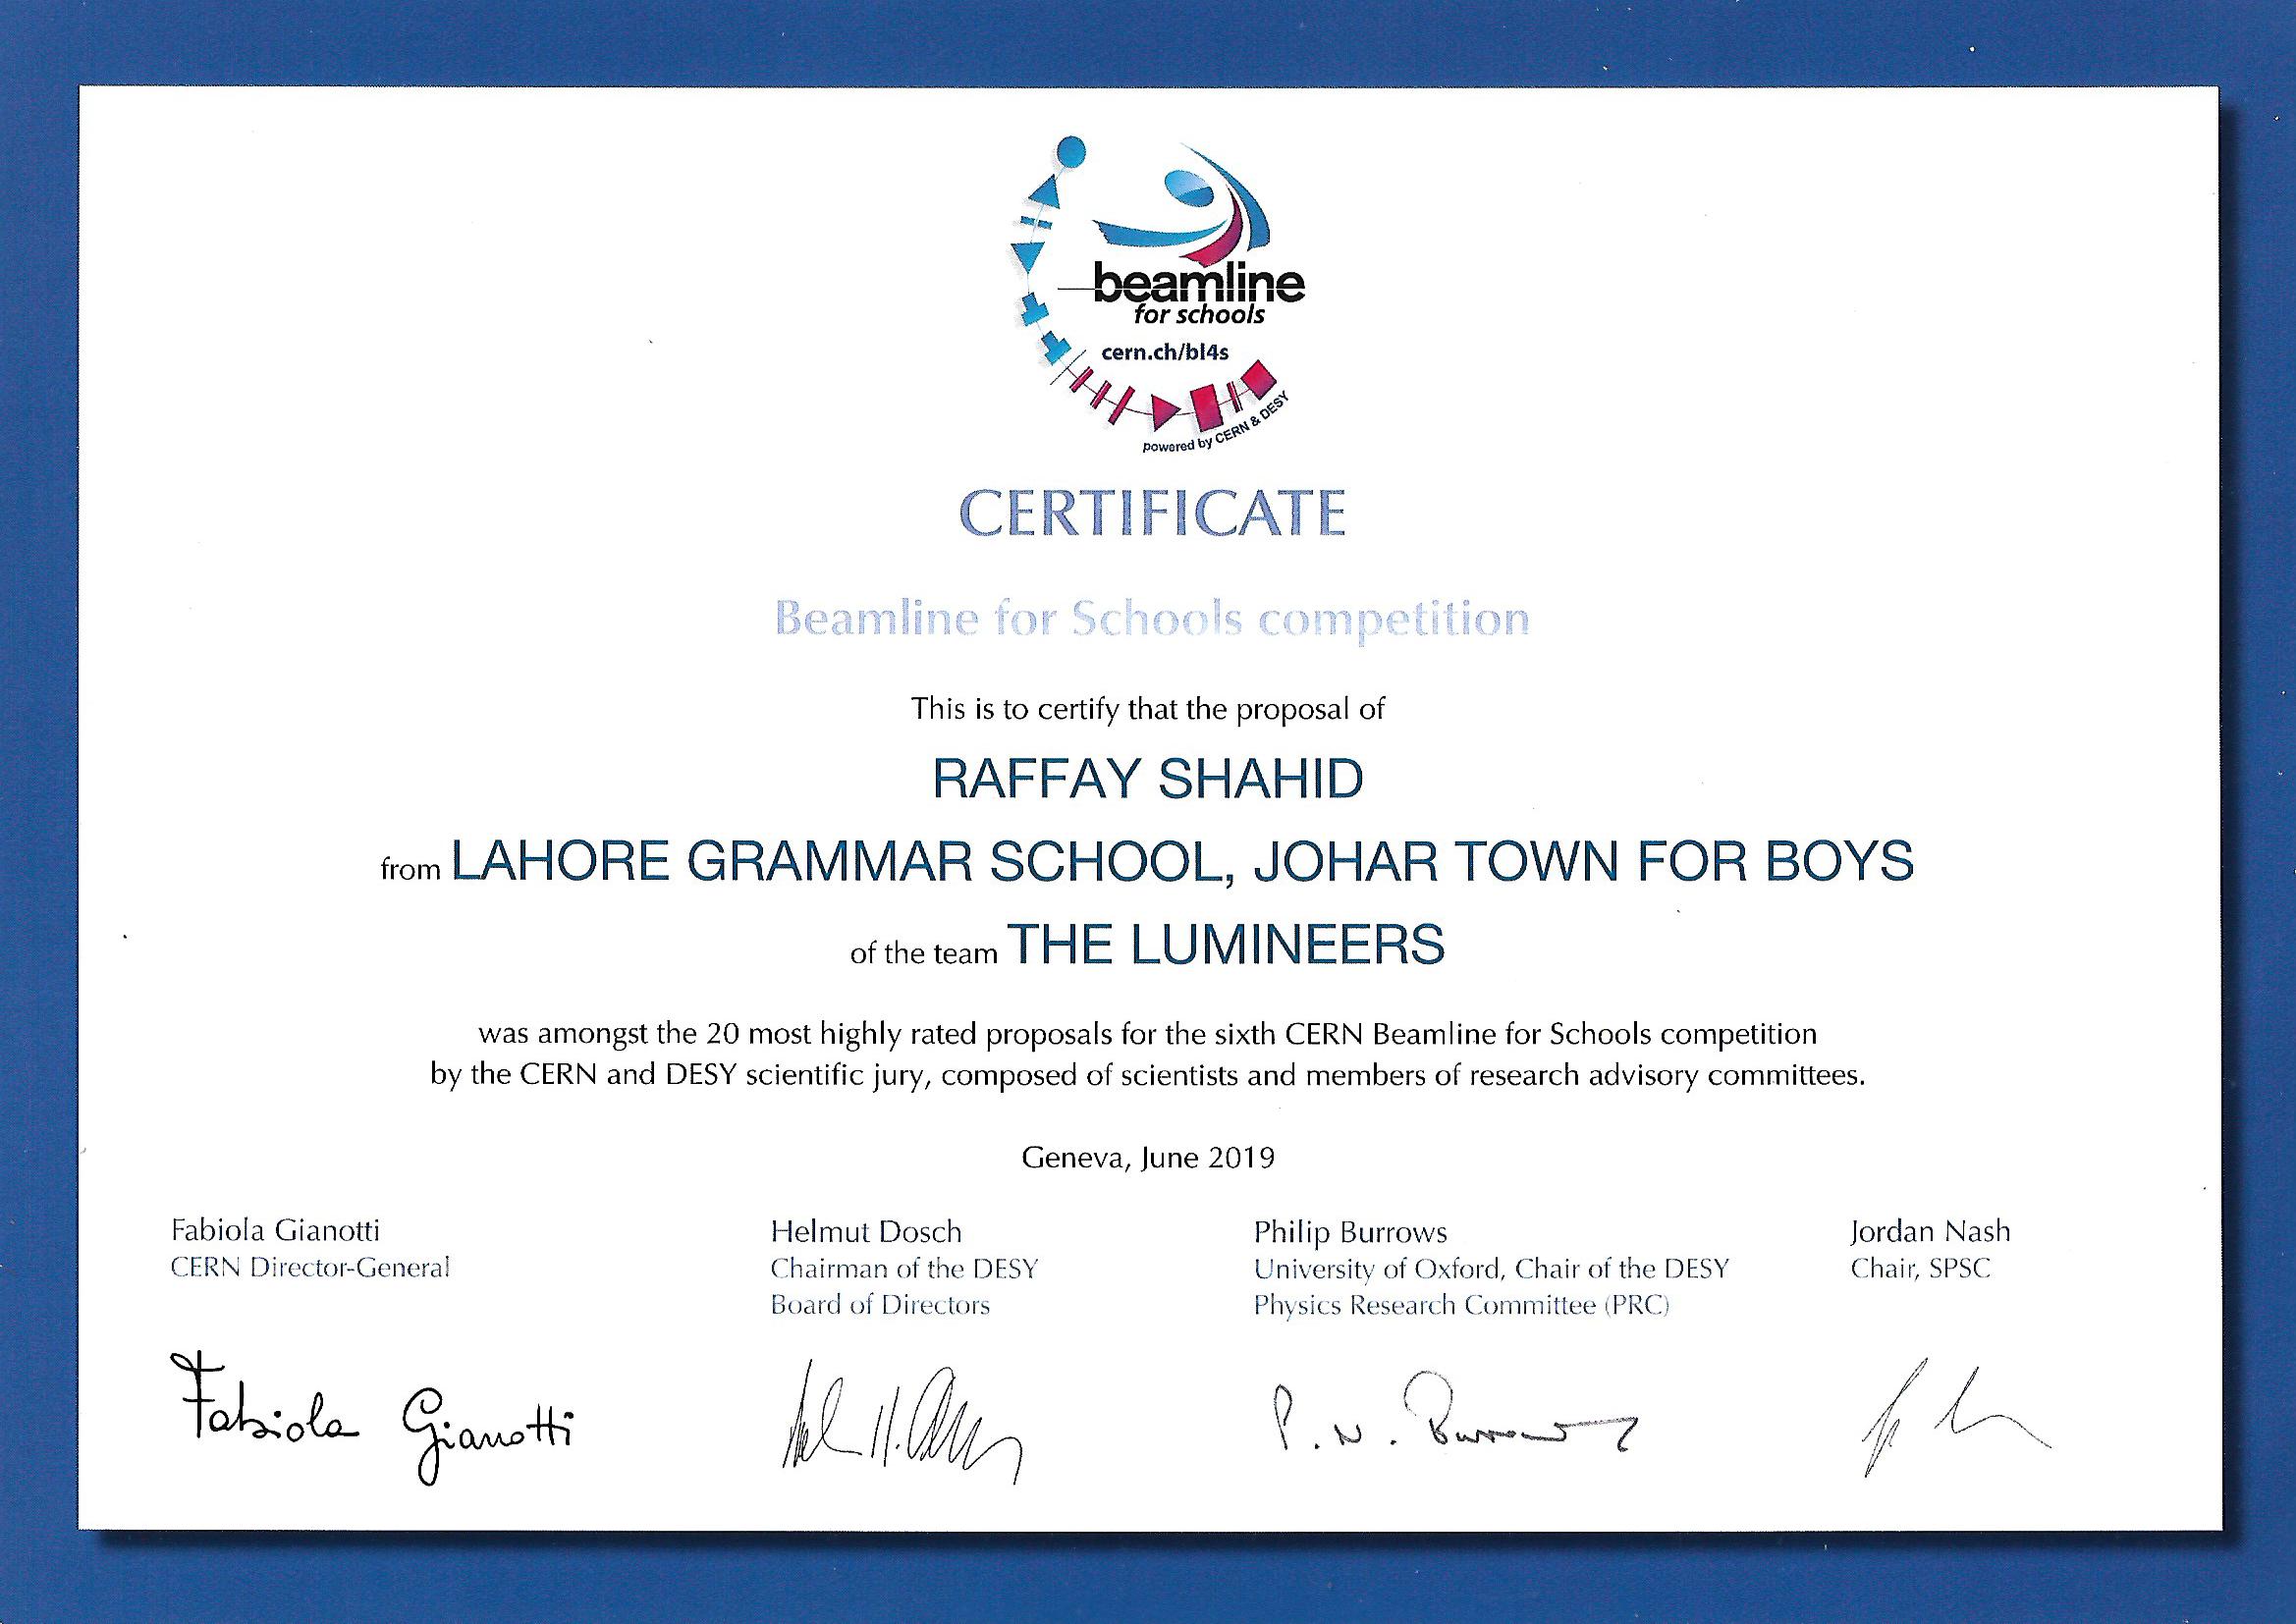 beamline
for schools
cern.ch/bl4s
powered by CERN & DESY
CERTIFICATE
Beamline for Schools competition
This is to certify that the proposal of
RAFFAY SHAHID
from LAHORE GRAMMAR SCHOOL, JOHAR TOWN FOR BOYS
of the team THE LUMINEERS
was amongst the 20 most highly rated proposals for the sixth CERN Beamline for Schools competition
by the CERN and DESY scientific jury, composed of scientists and members of research advisory committees.
Geneva, June 2019
Fabiola Gianotti
CERN Director-General
Helmut Dosch
Chairman of the DESY
Board of Directors
Philip Burrows
University of Oxford, Chair of the DESY
Physics Research Committee (PRC)
Jordan Nash
Chair, SPSC
Fabiola Gianotti
P. N. Burrows